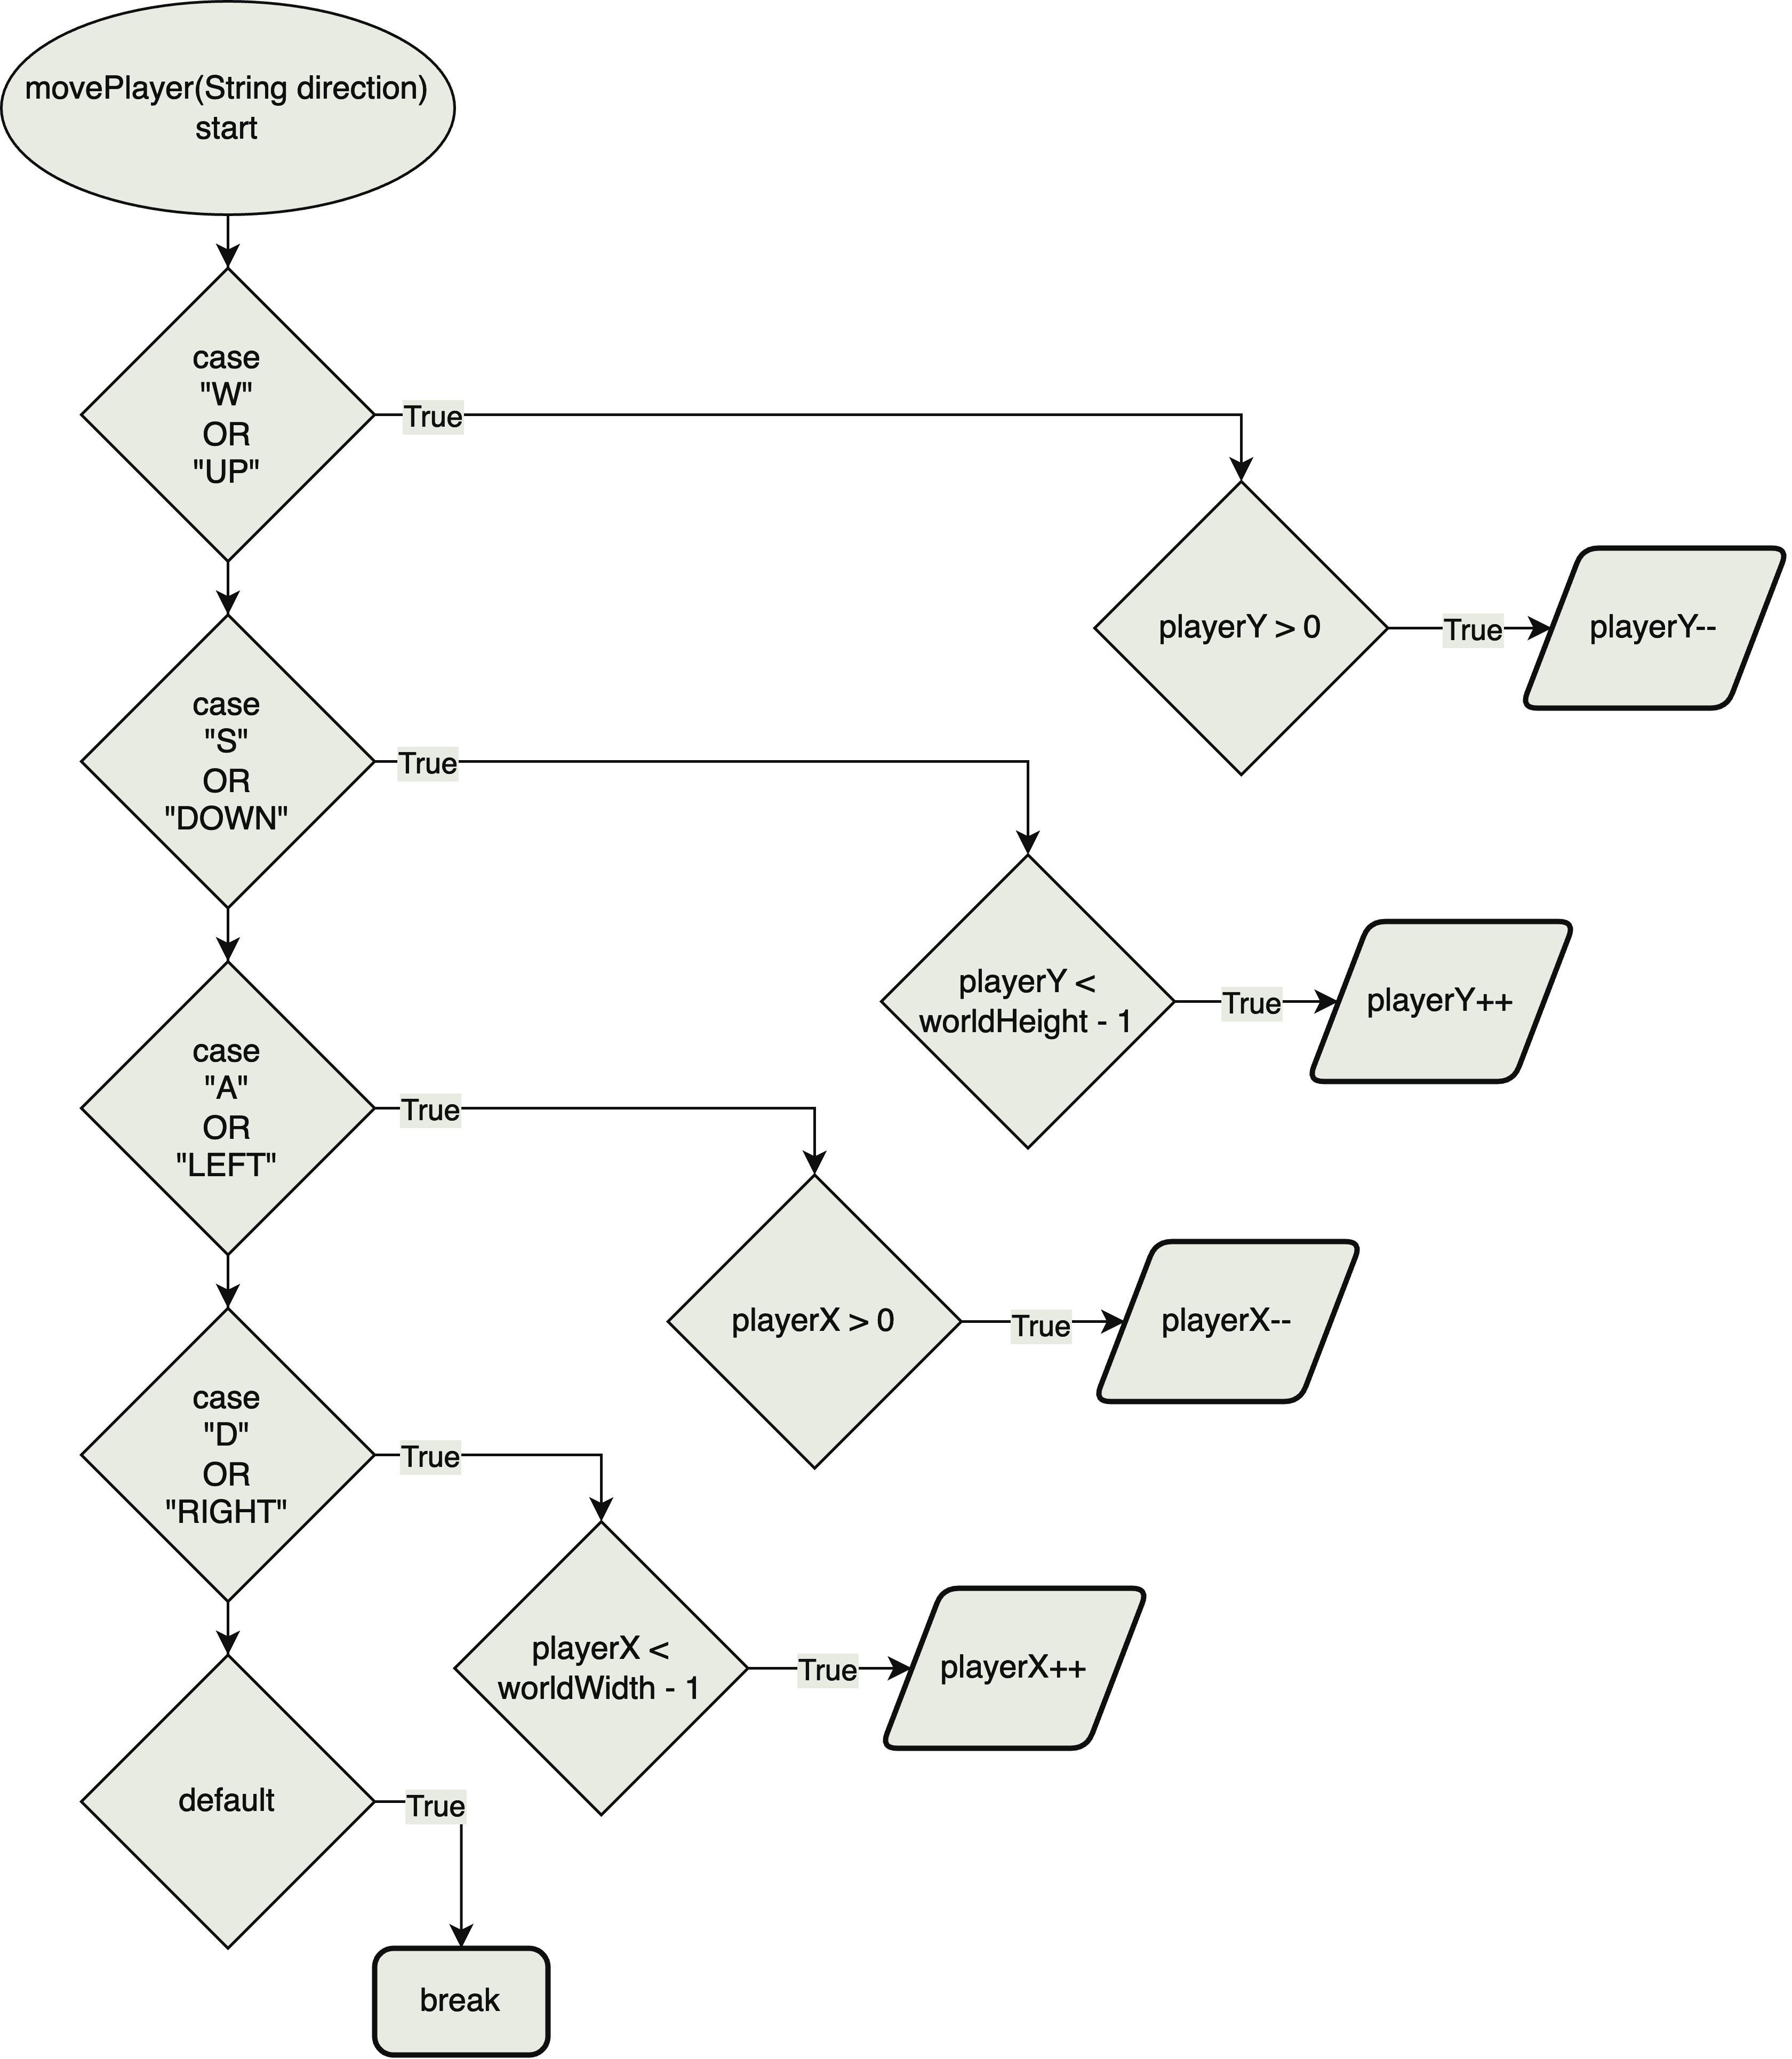 movePlayer(String direction)
start
case
"W"
OR
"UP"
True
playerY > 0
True
playerY--
case
"S"
OR
"DOWN"
True
playerY <
worldHeight - 1
True
playerY++
case
"A"
OR
"LEFT"
True
playerX > 0
True
playerX--
case
"D"
OR
"RIGHT"
True
playerX <
worldWidth - 1
True
playerX++
default
True
break